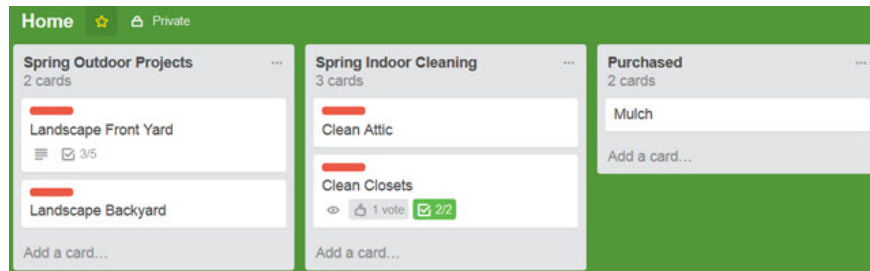 Home Private
Spring Outdoor Projects
2 cards
Landscape Front Yard
3/5
Landscape Backyard
Add a card...
Spring Indoor Cleaning
3 cards
Clean Attic
Clean Closets
1 vote 2/2
Add a card...
Purchased
2 cards
Mulch
Add a card...